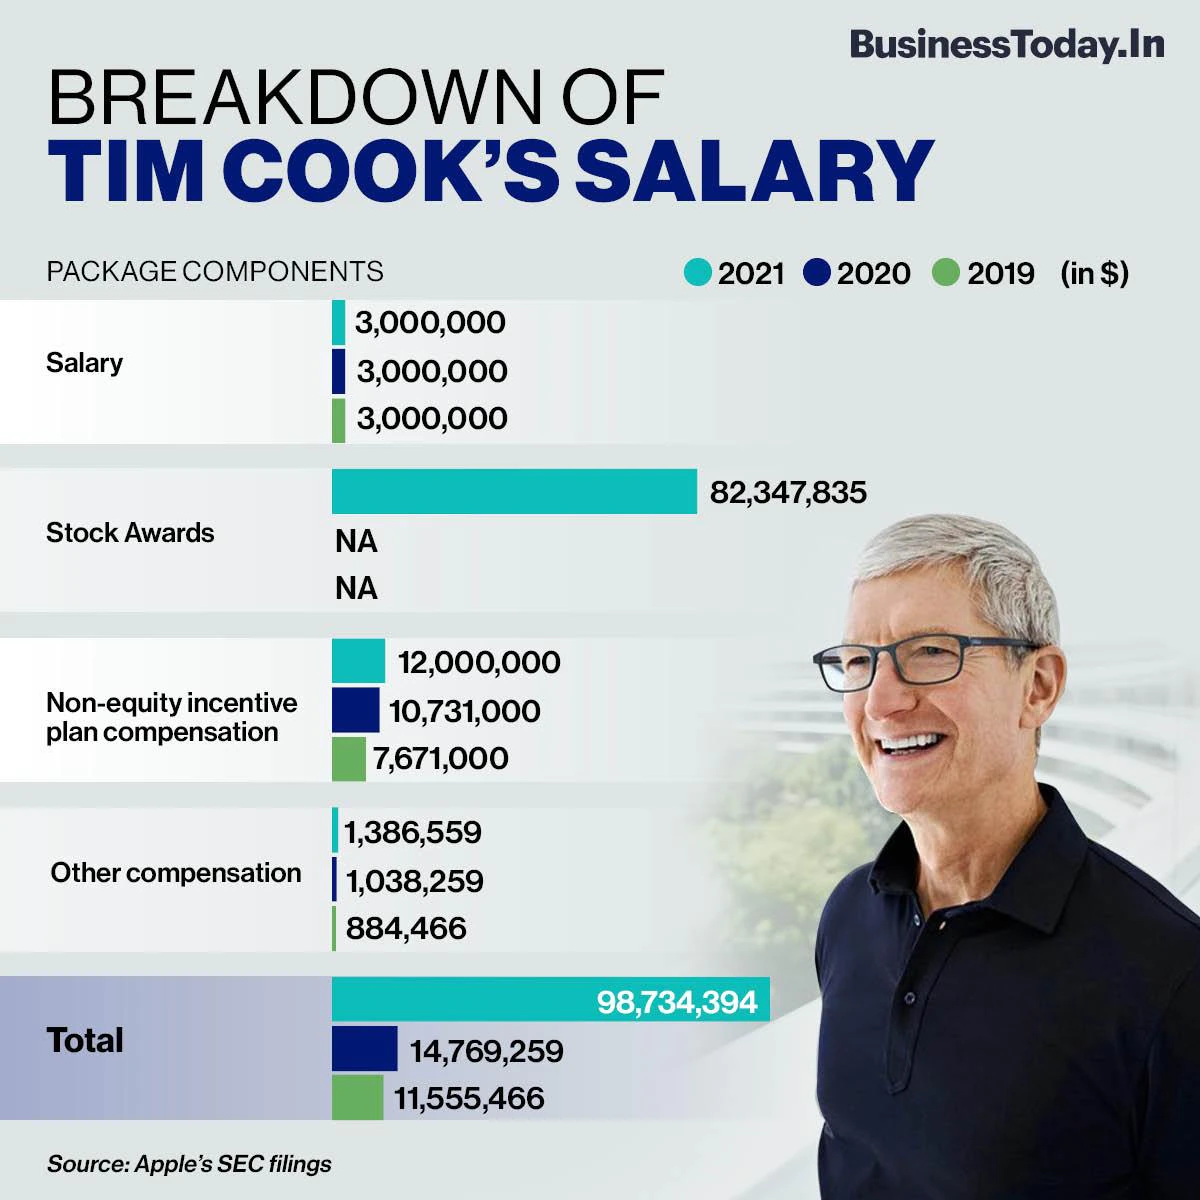 BusinessToday.In
BREAKDOWN OF
TIM COOK'S SALARY
PACKAGE COMPONENTS
2021 2020 2019 (in $)
Salary
3,000,000
3,000,000
3,000,000
Stock Awards
82,347,835
NA
NA
Non-equity incentive
plan compensation
12,000,000
10,731,000
7,671,000
Other compensation
1,386,559
1,038,259
884,466
Total
98,734,394
14,769,259
11,555,466
Source: Apple's SEC filings